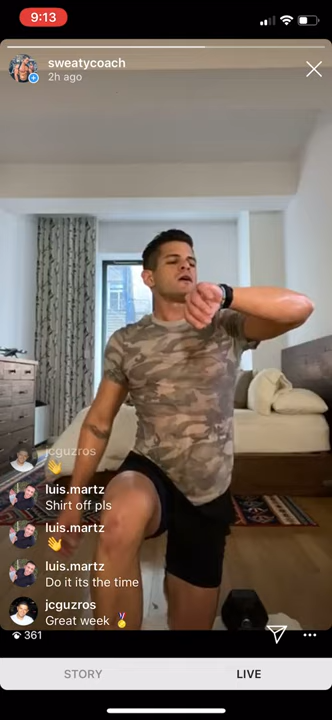 9:13
sweatycoach
2h ago
jcguzros
👋
luis.martz
Shirt off pls
luis.martz
👋
luis.martz
Do it its the time
jcguzros
Great week 🏅
361
STORY
LIVE